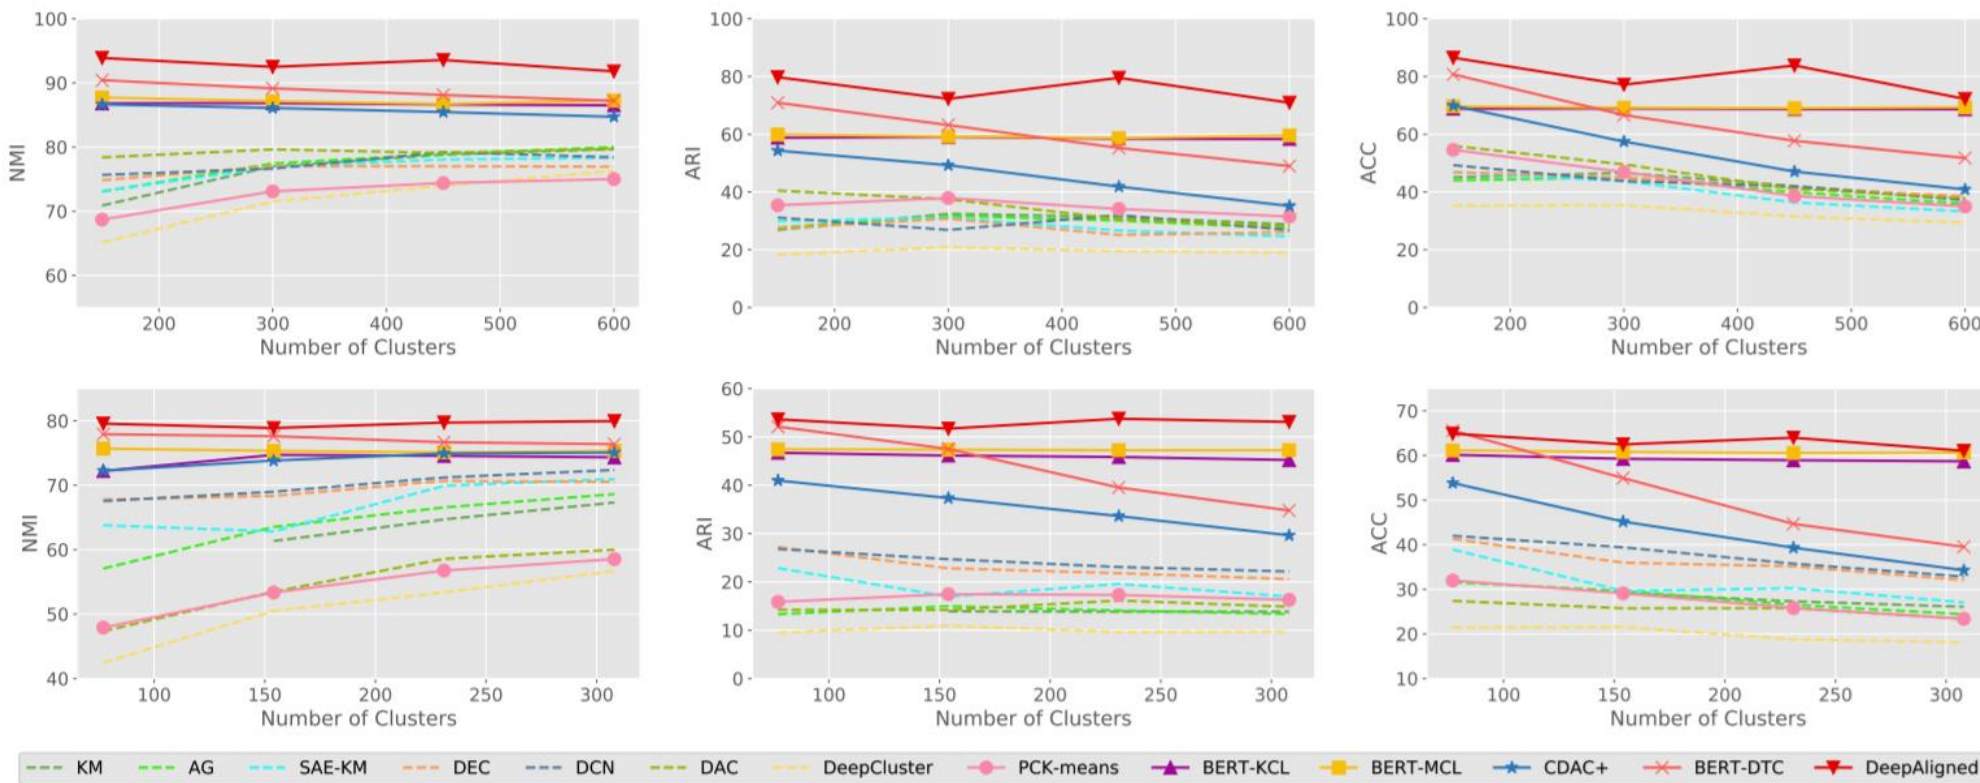 100
90
80
70
60
NMI
200 300 400 500 600
Number of Clusters
100
80
60
40
20
0
ARI
200 300 400 500 600
Number of Clusters
100
80
60
40
20
0
ACC
200 300 400 500 600
Number of Clusters
80
70
60
50
40
NMI
100 150 200 250 300
Number of Clusters
60
50
40
30
20
10
0
ARI
100 150 200 250 300
Number of Clusters
70
60
50
40
30
20
10
ACC
100 150 200 250 300
Number of Clusters
KM AG SAE-KM DEC DCN DAC DeepCluster PCK-means BERT-KCL BERT-MCL CDAC+ BERT-DTC DeepAligned